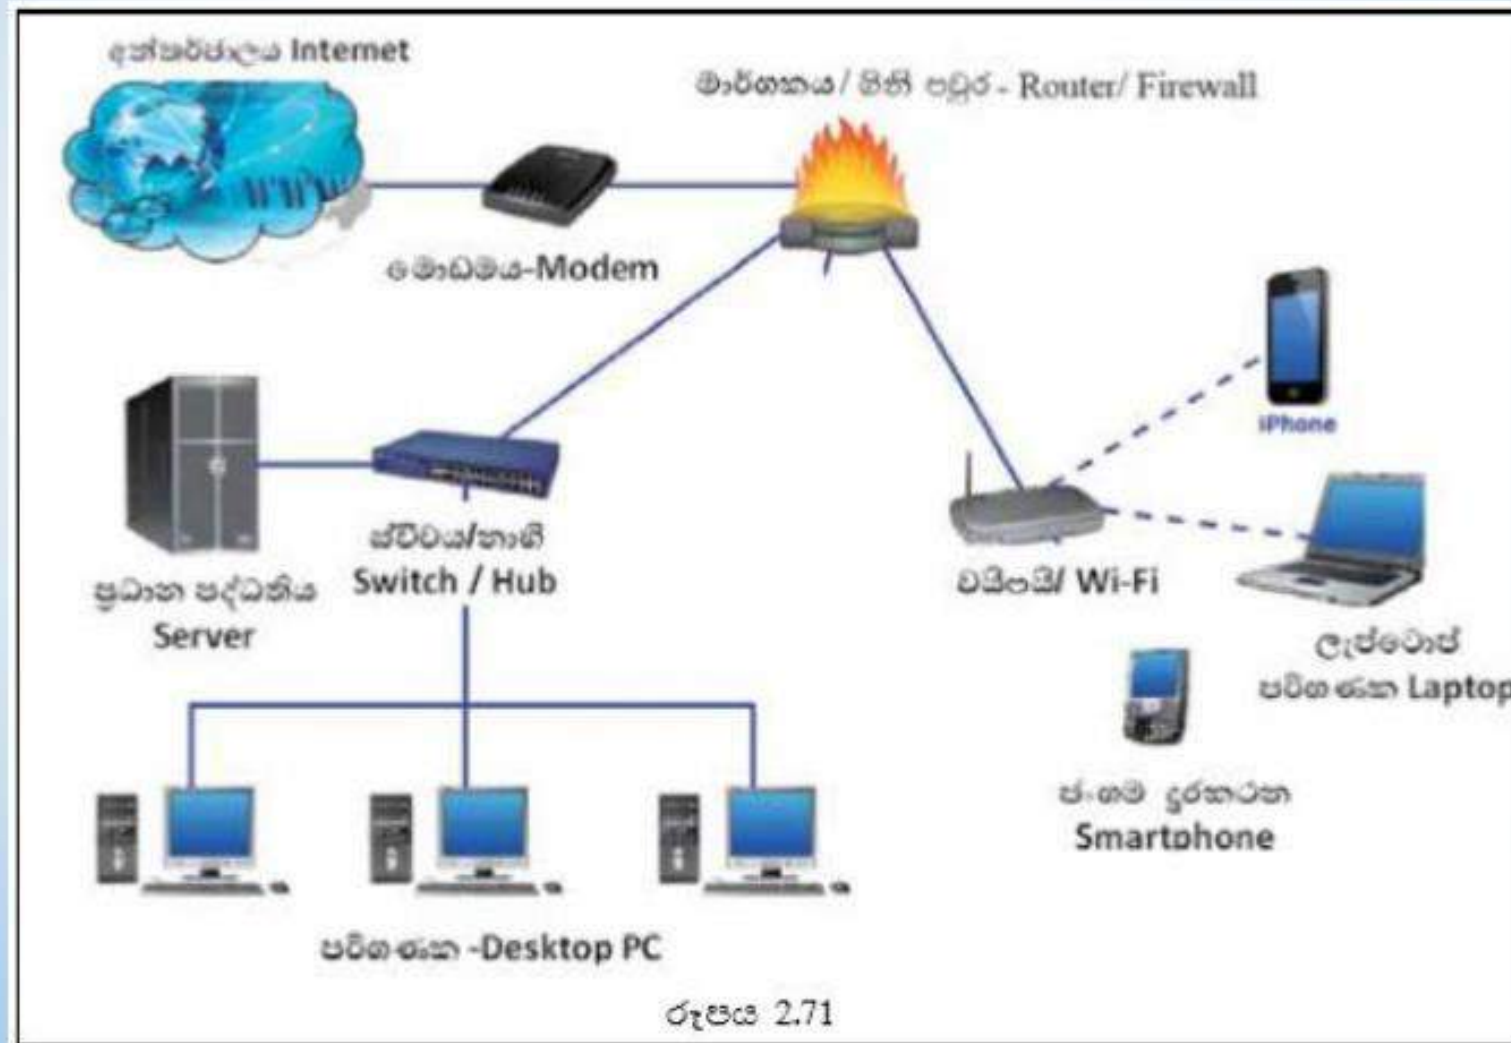 අන්තර්ජාලය Internet
මාර්ගකය / ගිනි පවුර - Router/ Firewall
මොඩමය-Modem
iPhone
ස්විචය/නාභි
Switch / Hub
ප්‍රධාන පද්ධතිය
Server
වයිපයි/ Wi-Fi
ලැප්ටොප්
පරිගණක Laptop
ජංගම දුරකථන
Smartphone
පරිගණක -Desktop PC
රූපය 2.71